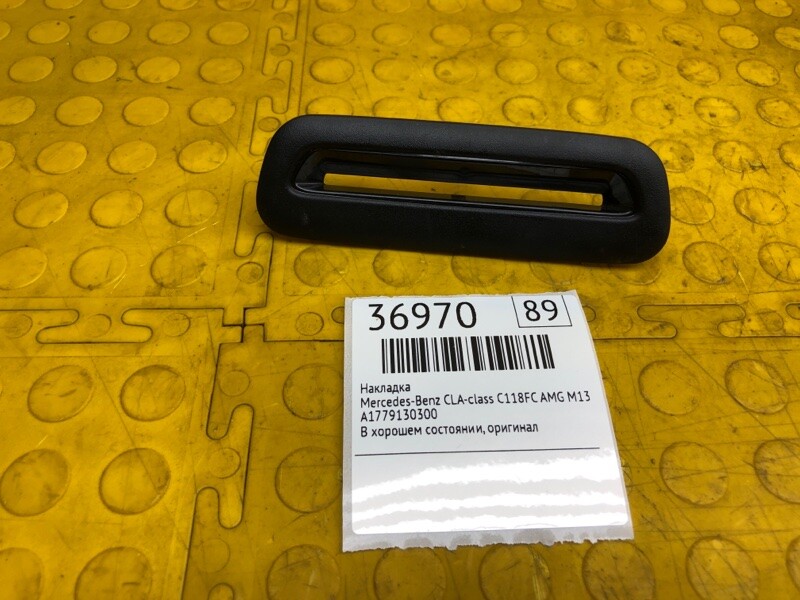 36970 89
Накладка
Mercedes-Benz CLA-class C118FC AMG M13
A1779130300
В хорошем состоянии, оригинал